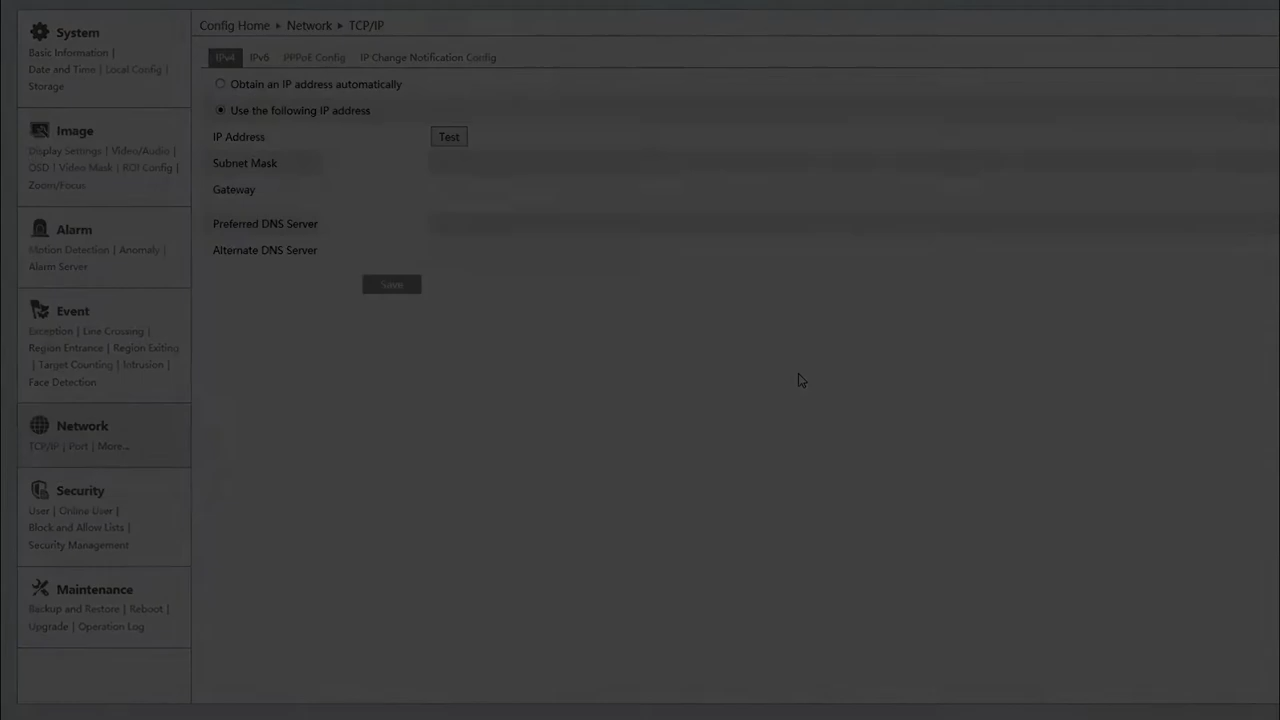 System
Basic Information |
Date and Time | Local Config |
Storage
Image
Display Settings | Video/Audio |
OSD | Video Mask | ROI Config |
Zoom/Focus
Alarm
Motion Detection | Anomaly |
Alarm Server
Event
Exception | Line Crossing |
Region Entrance | Region Exiting
| Target Counting | Intrusion |
Face Detection
Network
TCP/IP | Port | More...
Security
User | Online User |
Block and Allow Lists |
Security Management
Maintenance
Backup and Restore | Reboot |
Upgrade | Operation Log
Config Home ▸ Network ▸ TCP/IP
IPv4 IPv6 PPPoE Config IP Change Notification Config
Obtain an IP address automatically
Use the following IP address
IP Address Test
Subnet Mask
Gateway
Preferred DNS Server
Alternate DNS Server
Save